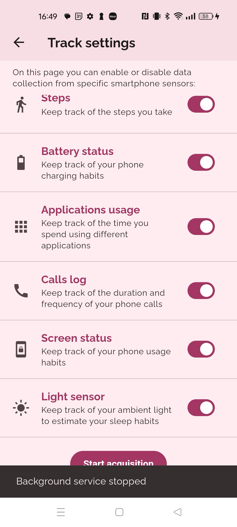 16:49
Track settings
On this page you can enable or disable data
collection from specific smartphone sensors:
Steps
Keep track of the steps you take
Battery status
Keep track of your phone
charging habits
Applications usage
Keep track of the time you
spend using different
applications
Calls log
Keep track of the duration and
frequency of your phone calls
Screen status
Keep track of your phone usage
habits
Light sensor
Keep track of your ambient light
to estimate your sleep habits
Start acquisition
Background service stopped